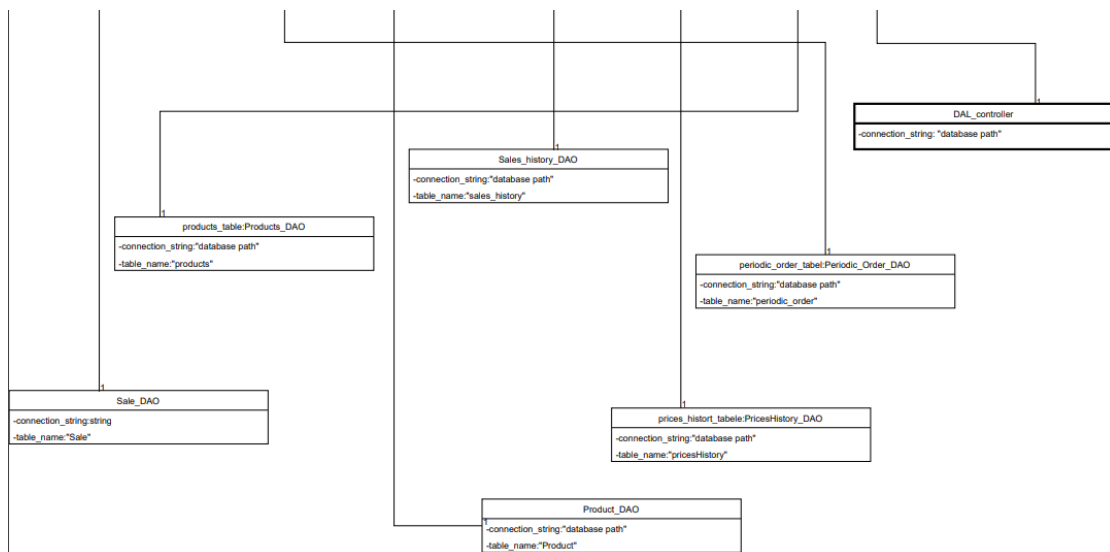 1
DAL_controller
-connection_string: "database path"
1
Sales_history_DAO
-connection_string:"database path"
-table_name:"sales_history"
1
products_table:Products_DAO
-connection_string:"database path"
-table_name:"products"
1
periodic_order_tabel:Periodic_Order_DAO
-connection_string:"database path"
-table_name:"periodic_order"
1
Sale_DAO
-connection_string:string
-table_name:"Sale"
1
prices_histort_tabele:PricesHistory_DAO
-connection_string:"database path"
-table_name:"pricesHistory"
Product_DAO
1
-connection_string:"database path"
-table_name:"Product"